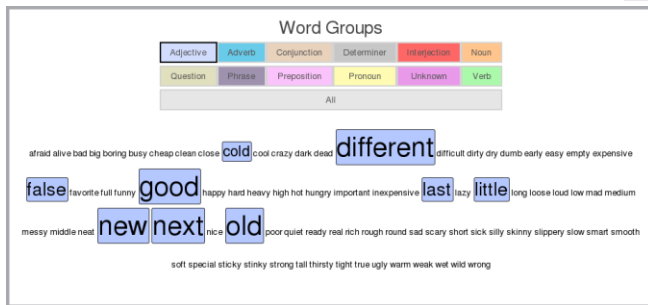 Word Groups
Adjective Adverb Conjunction Determiner Interjection Noun
Question Phrase Preposition Pronoun Unknown Verb
All
afraid alive bad big boring busy cheap clean close cold cool crazy dark dead different difficult dirty dry dumb early easy empty expensive
false favorite full funny good happy hard heavy high hot hungry important inexpensive last lazy little long loose loud low mad medium
messy middle neat new next nice old poor quiet ready real rich rough round sad scary short sick silly skinny slippery slow smart smooth
soft special sticky stinky strong tall thirsty tight true ugly warm weak wet wild wrong